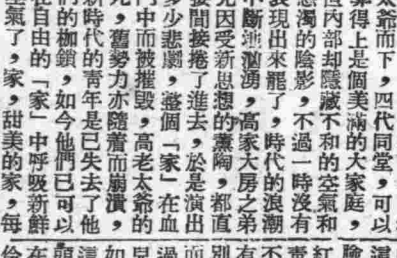 太爺而下，四代同堂，可以
算得上是個美滿的大家庭，
內部却隱藏不和的空氣和
惡濁的陰影，不過一時沒有
表現出來罷了，時代的浪潮
不斷地洶湧，高家大房之弟
兄因受新思想的薰陶，都直
接間接捲了進去，於是演出
多少悲劇，整個「家」在血
鬥中而被摧毀，高老太爺的
死，舊勢力亦隨着而崩潰，
新時代的青年是已失去了他
們的枷鎖，如今他們已可以
在自由的「家」中呼吸新鮮
空氣了，家，甜美的家，每